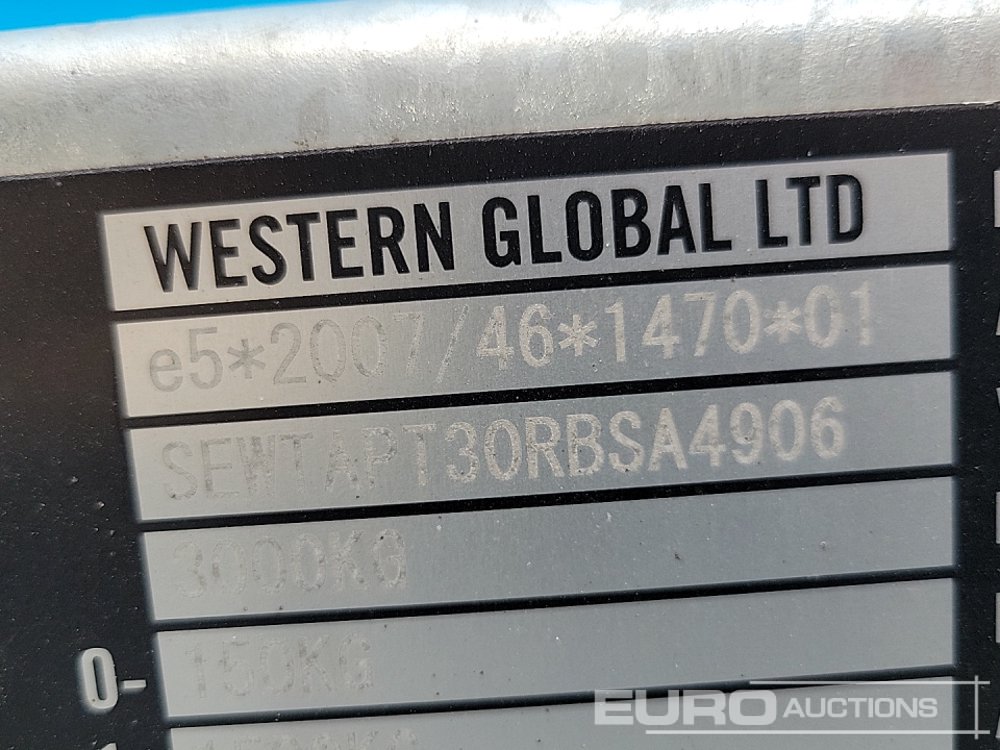 WESTERN GLOBAL LTD
e5*2007/46*1470*01
SEWTAPT30RBSA4906
3000KG
0- 150KG
EURO AUCTIONS